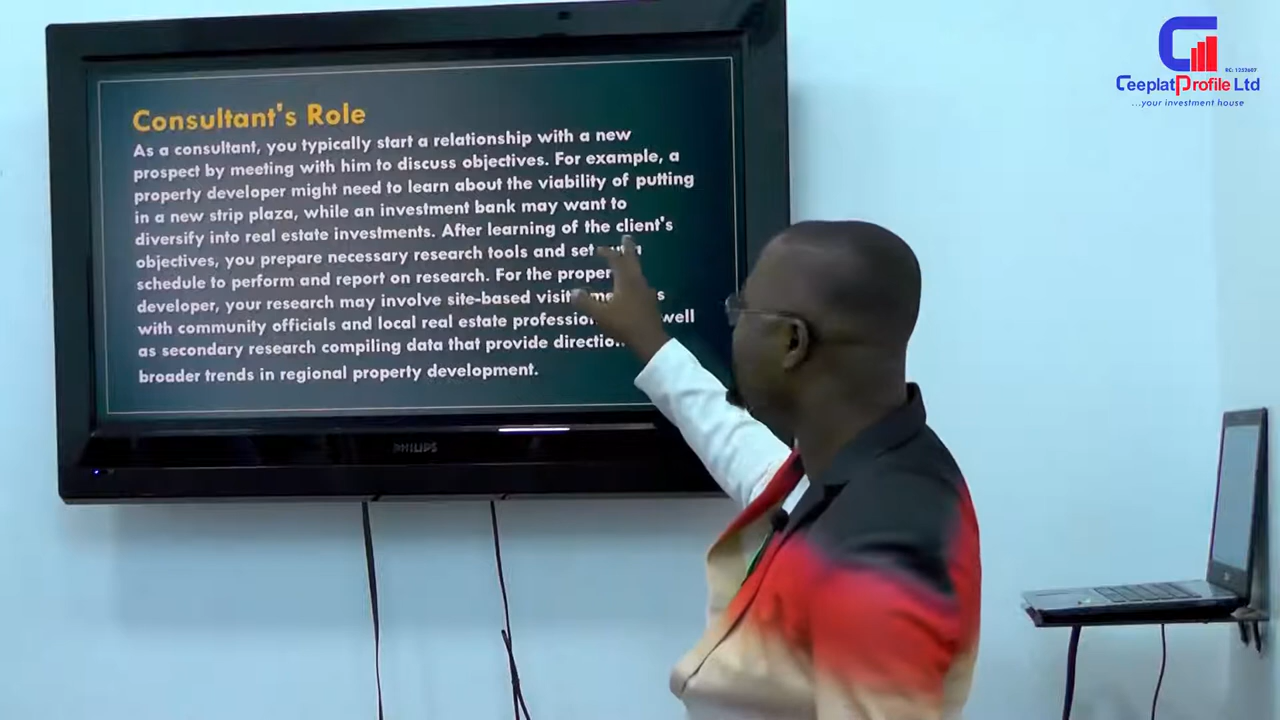 Consultant's Role
As a consultant, you typically start a relationship with a new
prospect by meeting with him to discuss objectives. For example, a
property developer might need to learn about the viability of putting
in a new strip plaza, while an investment bank may want to
diversify into real estate investments. After learning of the client's
objectives, you prepare necessary research tools and set
schedule to perform and report on research. For the
developer, your research may involve site-based
with community officials and local real estate well
as secondary research compiling data that provide
broader trends in regional property development.
PHILIPS
RC: 1252607
CeeplatProfile Ltd
...your investment house